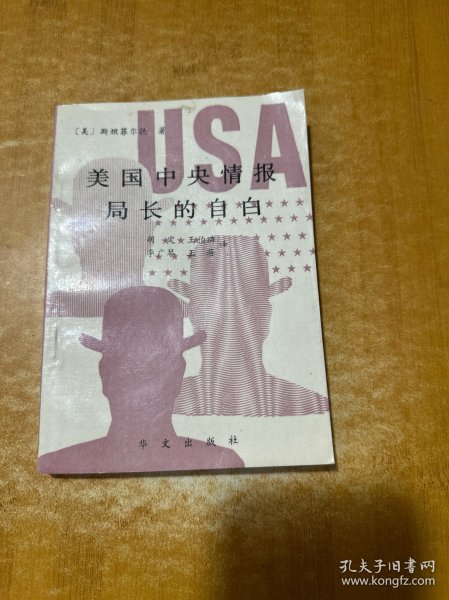 USA
〔美〕斯坦菲尔德 著
美国中央情报
局长的自白
华文出版社
孔夫子旧书网
www.kongfz.com